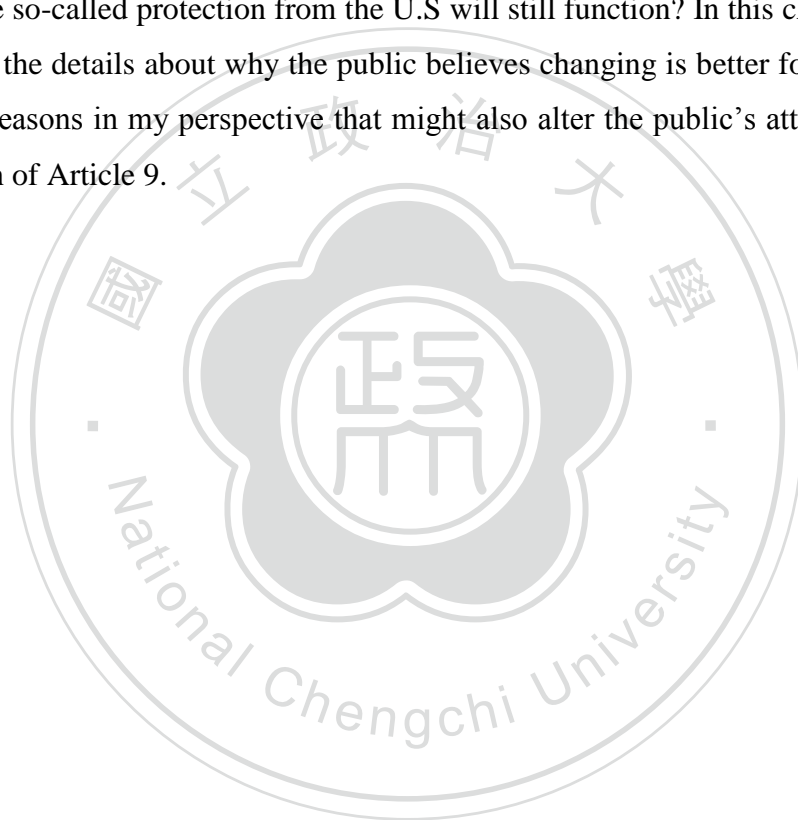 e so-called protection from the U.S will still function? In this c
the details about why the public believes changing is better fo
easons in my perspective that might also alter the public’s att
n of Article 9.
國立政治大學
政
National Chengchi University